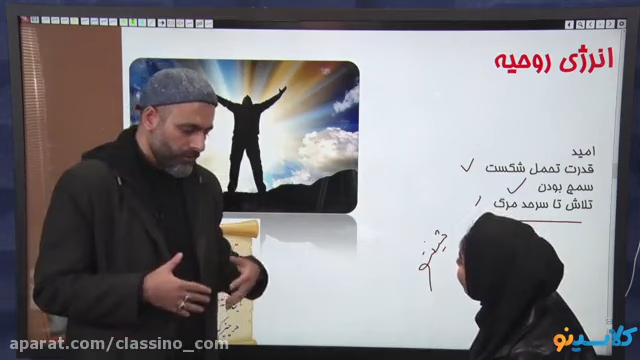 انرژی روحیه
امید
قدرت تحمل شکست
سمج بودن
تلاش تا سرحد مرگ
کلاسینو
aparat.com/classino_com